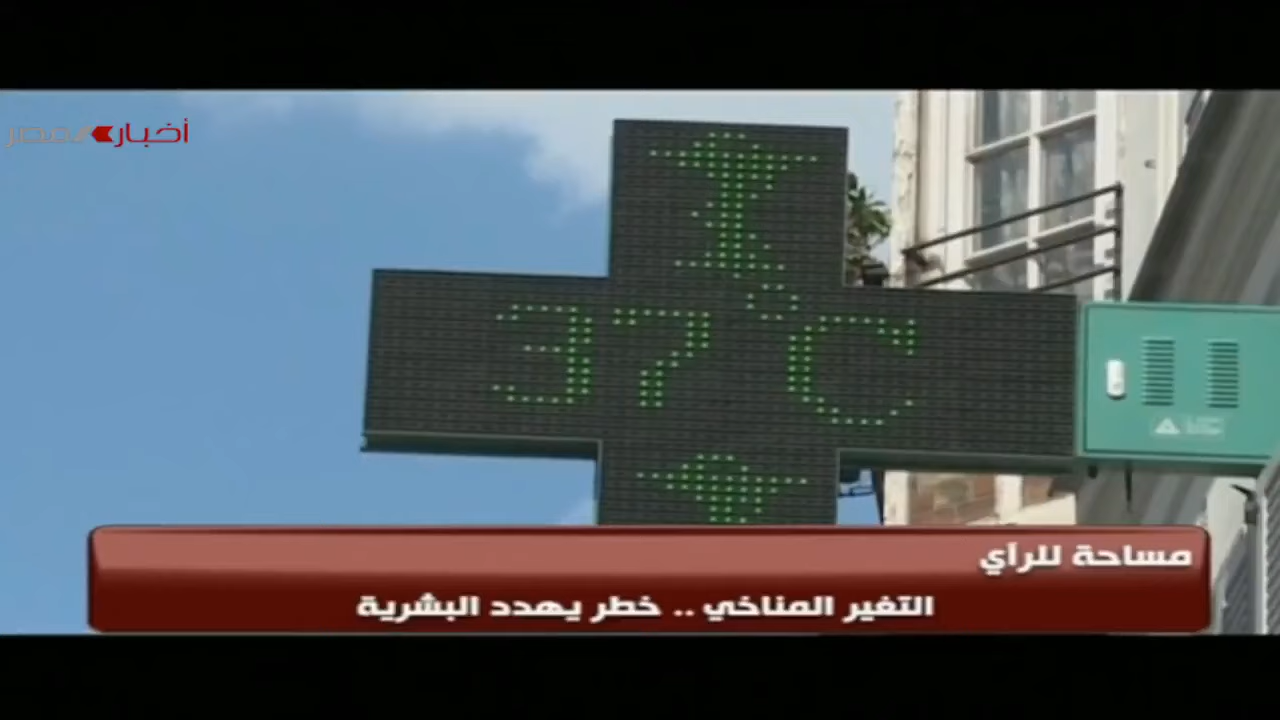 أخبار مصر
37°C
مساحة للرأي
التغير المناخي .. خطر يهدد البشرية